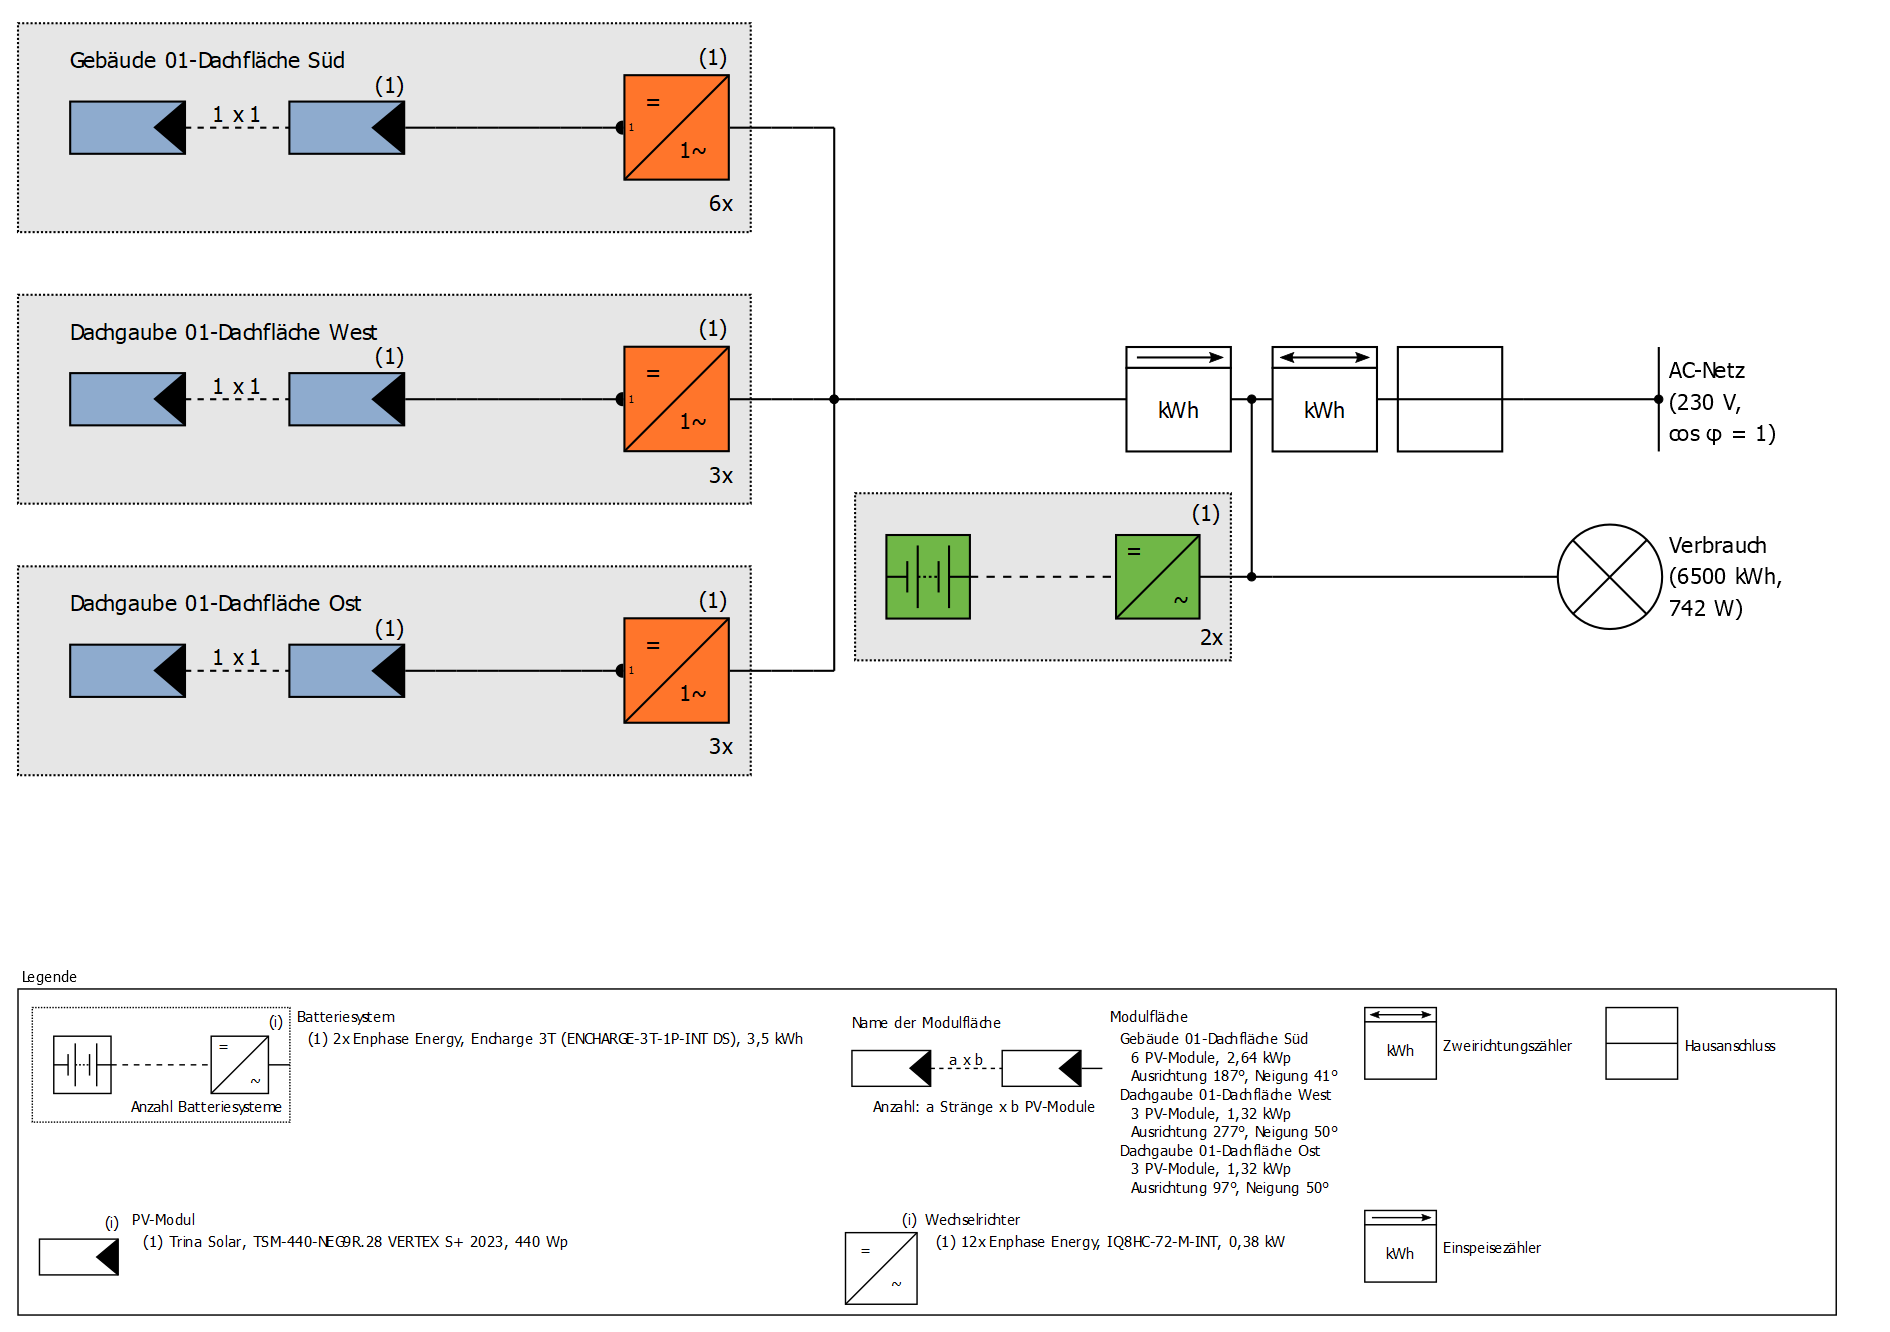 Gebäude 01-Dachfläche Süd
(1)
(1)
1 x 1
=
1
1~
6x
Dachgaube 01-Dachfläche West
(1)
(1)
1 x 1
=
1
1~
3x
Dachgaube 01-Dachfläche Ost
(1)
(1)
1 x 1
=
1
1~
3x
kWh
kWh
AC-Netz
(230 V,
cos φ = 1)
(1)
=
~
2x
Verbrauch
(6500 kWh,
742 W)
Legende
(i)
=
~
Anzahl Batteriesysteme
Batteriesystem
(1) 2x Enphase Energy, Encharge 3T (ENCHARGE-3T-1P-INT DS), 3,5 kWh
Name der Modulfläche
a x b
Anzahl: a Stränge x b PV-Module
Modulfläche
Gebäude 01-Dachfläche Süd
6 PV-Module, 2,64 kWp
Ausrichtung 187°, Neigung 41°
Dachgaube 01-Dachfläche West
3 PV-Module, 1,32 kWp
Ausrichtung 277°, Neigung 50°
Dachgaube 01-Dachfläche Ost
3 PV-Module, 1,32 kWp
Ausrichtung 97°, Neigung 50°
kWh
Zweirichtungszähler
Hausanschluss
(i)
PV-Modul
(1) Trina Solar, TSM-440-NEG9R.28 VERTEX S+ 2023, 440 Wp
(i)
=
~
Wechselrichter
(1) 12x Enphase Energy, IQ8HC-72-M-INT, 0,38 kW
kWh
Einspeisezähler